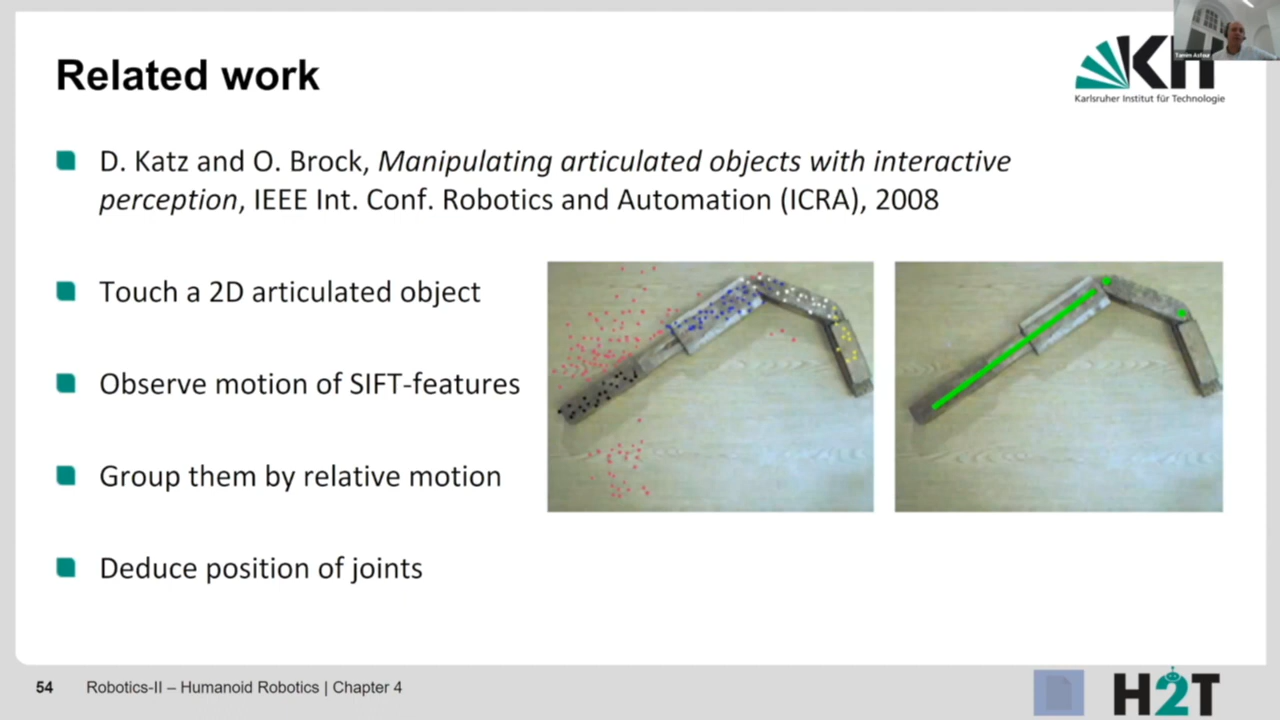 Related work
Tamim Asfour
Karlsruher Institut für Technologie
D. Katz and O. Brock, Manipulating articulated objects with interactive
perception, IEEE Int. Conf. Robotics and Automation (ICRA), 2008
Touch a 2D articulated object
Observe motion of SIFT-features
Group them by relative motion
Deduce position of joints
54 Robotics-II – Humanoid Robotics | Chapter 4
H2T